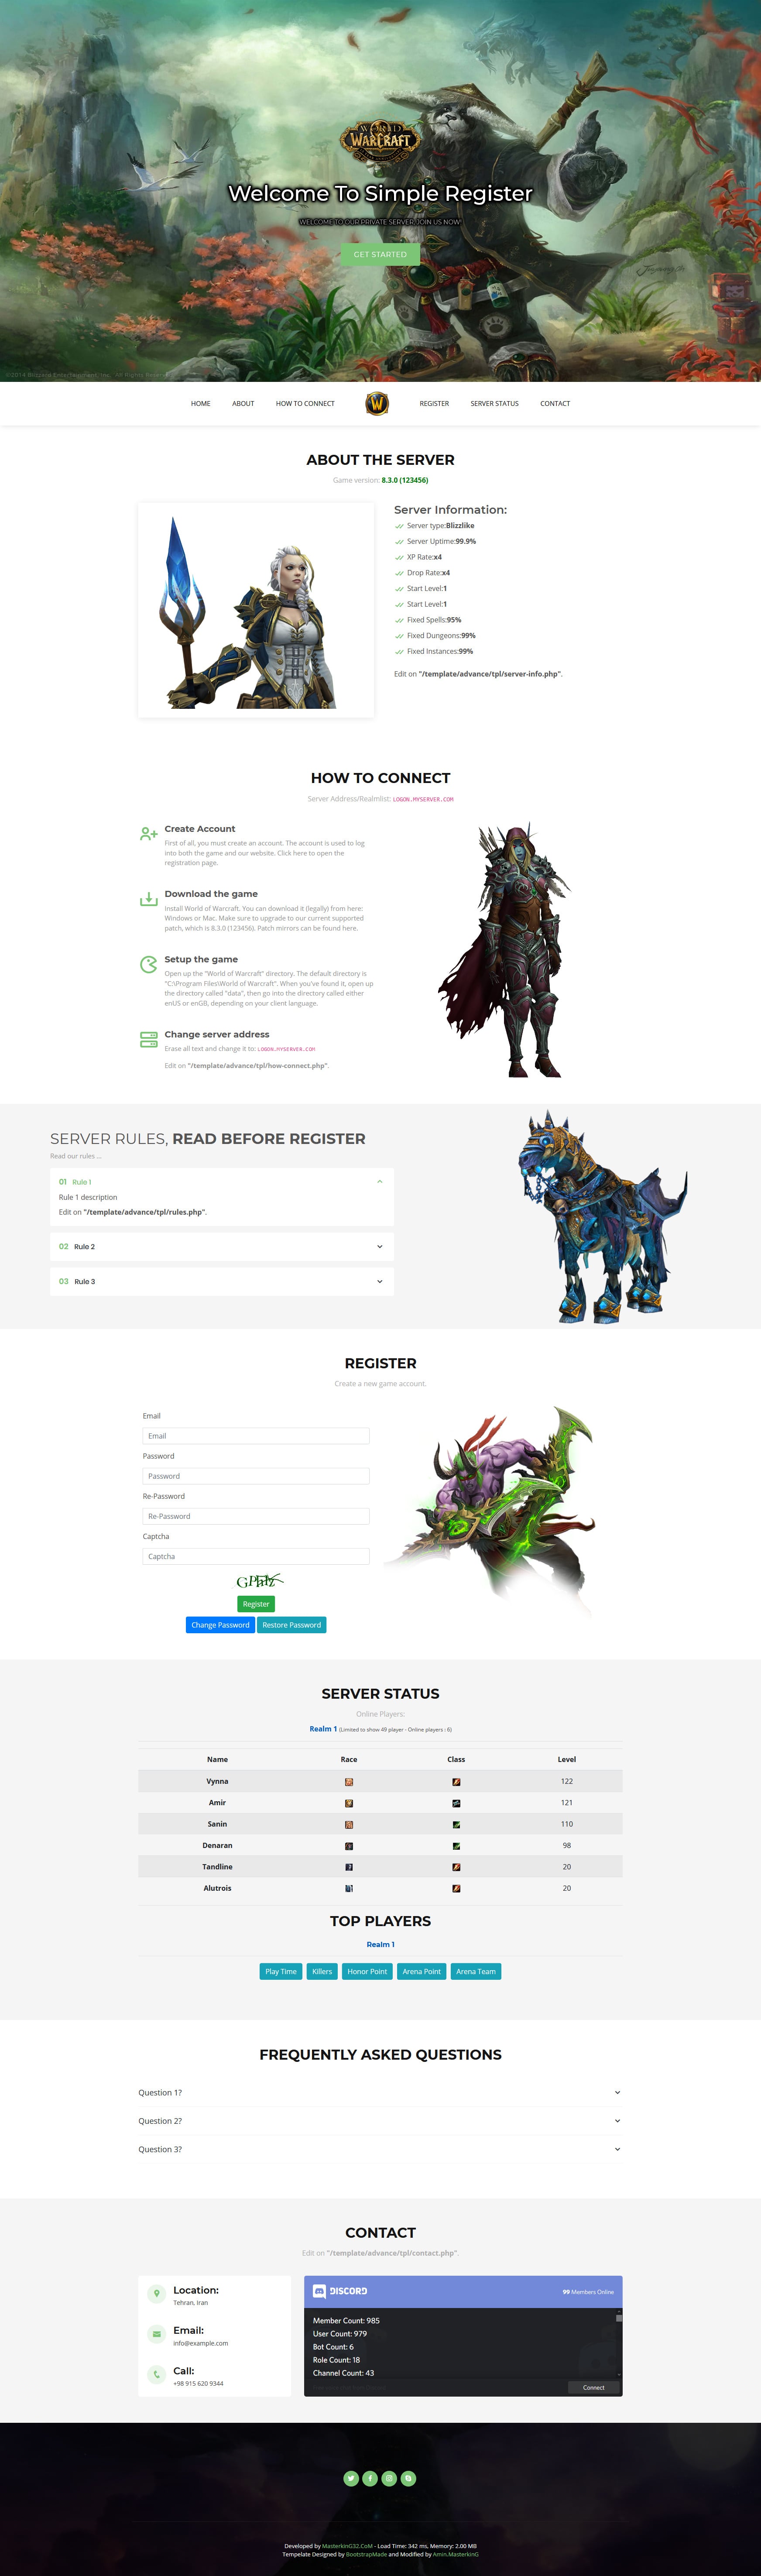 WORLD OF
WARCRAFT
Welcome To Simple Register
WELCOME TO OUR PRIVATE SERVER, JOIN US NOW!
GET STARTED
©2014 Blizzard Entertainment, Inc. All Rights Reserved
HOME
ABOUT
HOW TO CONNECT
W
REGISTER
SERVER STATUS
CONTACT
ABOUT THE SERVER
Game version: 8.3.0 (123456)
Server Information:
Server type:Blizzlike
Server Uptime:99.9%
XP Rate:x4
Drop Rate:x4
Start Level:1
Start Level:1
Fixed Spells:95%
Fixed Dungeons:99%
Fixed Instances:99%
Edit on "/template/advance/tpl/server-info.php".
HOW TO CONNECT
Server Address/Realmlist: LOGON.MYSERVER.COM
Create Account
First of all, you must create an account. The account is used to log
into both the game and our website. Click here to open the
registration page.
Download the game
Install World of Warcraft. You can download it (legally) from here:
Windows or Mac. Make sure to upgrade to our current supported
patch, which is 8.3.0 (123456). Patch mirrors can be found here.
Setup the game
Open up the "World of Warcraft" directory. The default directory is
"C:\Program Files\World of Warcraft". When you've found it, open up
the directory called "data", then go into the directory called either
enUS or enGB, depending on your client language.
Change server address
Erase all text and change it to: LOGON.MYSERVER.COM
Edit on "/template/advance/tpl/how-connect.php".
SERVER RULES, READ BEFORE REGISTER
Read our rules ...
01 Rule 1
Rule 1 description
Edit on "/template/advance/tpl/rules.php".
02 Rule 2
03 Rule 3
REGISTER
Create a new game account.
Email
Email
Password
Password
Re-Password
Re-Password
Captcha
Captcha
Register
Change Password Restore Password
SERVER STATUS
Online Players:
Realm 1 (Limited to show 49 player - Online players : 6)
Name Race Class Level
Vynna 122
Amir 121
Sanin 110
Denaran 98
Tandline 20
Alutrois 20
TOP PLAYERS
Realm 1
Play Time Killers Honor Point Arena Point Arena Team
FREQUENTLY ASKED QUESTIONS
Question 1?
Question 2?
Question 3?
CONTACT
Edit on "/template/advance/tpl/contact.php".
Location:
Tehran, Iran
Email:
info@example.com
Call:
+98 915 620 9344
DISCORD
99 Members Online
Member Count: 985
User Count: 979
Bot Count: 6
Role Count: 18
Channel Count: 43
Connect
Developed by MasterkinG32.CoM - Load Time: 342 ms, Memory: 2.00 MB
Tempelate Designed by BootstrapMade and Modified by Amin.MasterkinG